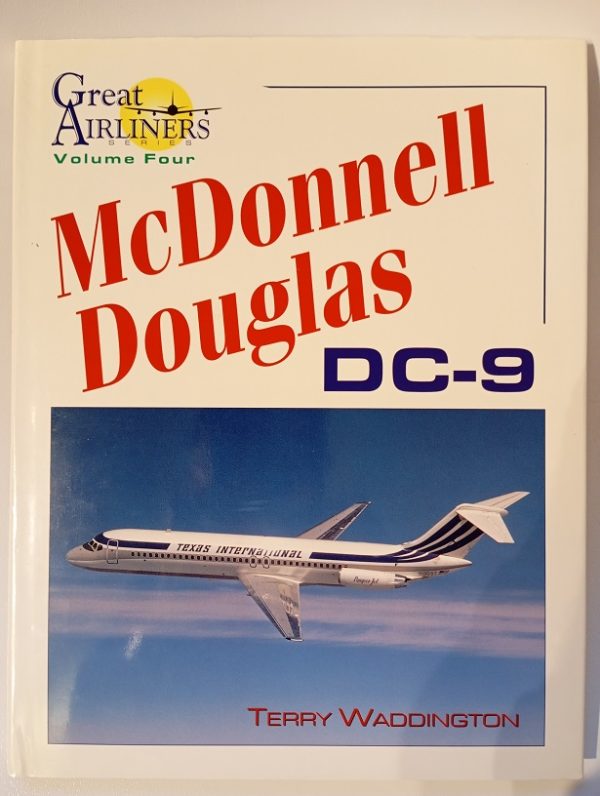 Great
AIRLINERS
SERIES
Volume Four
McDonnell
Douglas
DC-9
TEXAS INTERNATIONAL
TERRY WADDINGTON